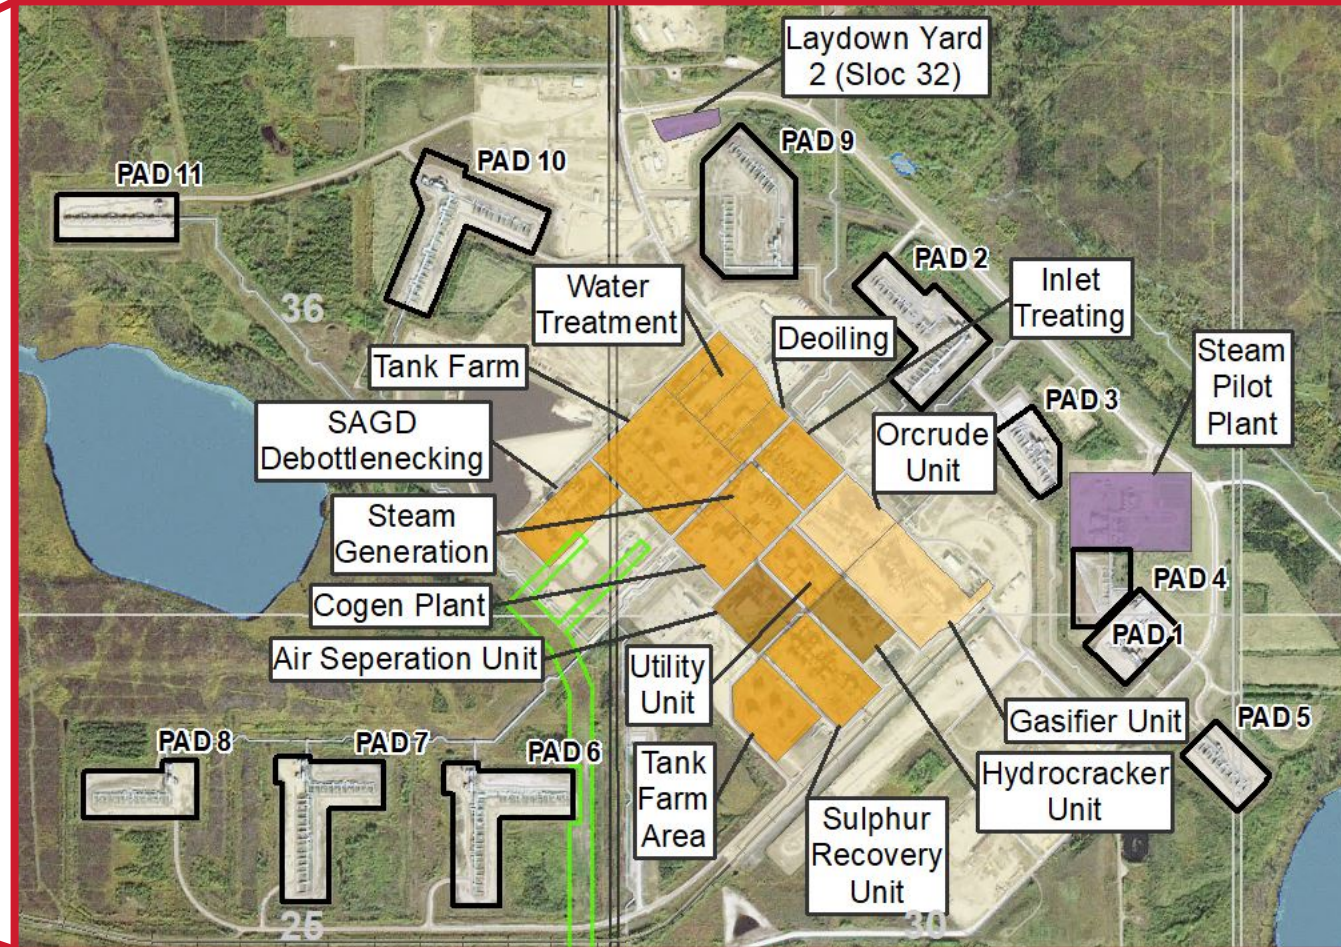 Laydown Yard
2 (Sloc 32)
PAD 9
PAD 10
PAD 11
PAD 2
Water
Treatment
Inlet
Treating
36
Deoiling
Tank Farm
Steam
Pilot
Plant
PAD 3
SAGD
Debottlenecking
Orcrude
Unit
Steam
Generation
PAD 4
Cogen Plant
PAD 1
Air Seperation Unit
Utility
Unit
Gasifier Unit
PAD 5
PAD 8
PAD 7
PAD 6
Tank
Farm
Area
Hydrocracker
Unit
Sulphur
Recovery
Unit
25
30